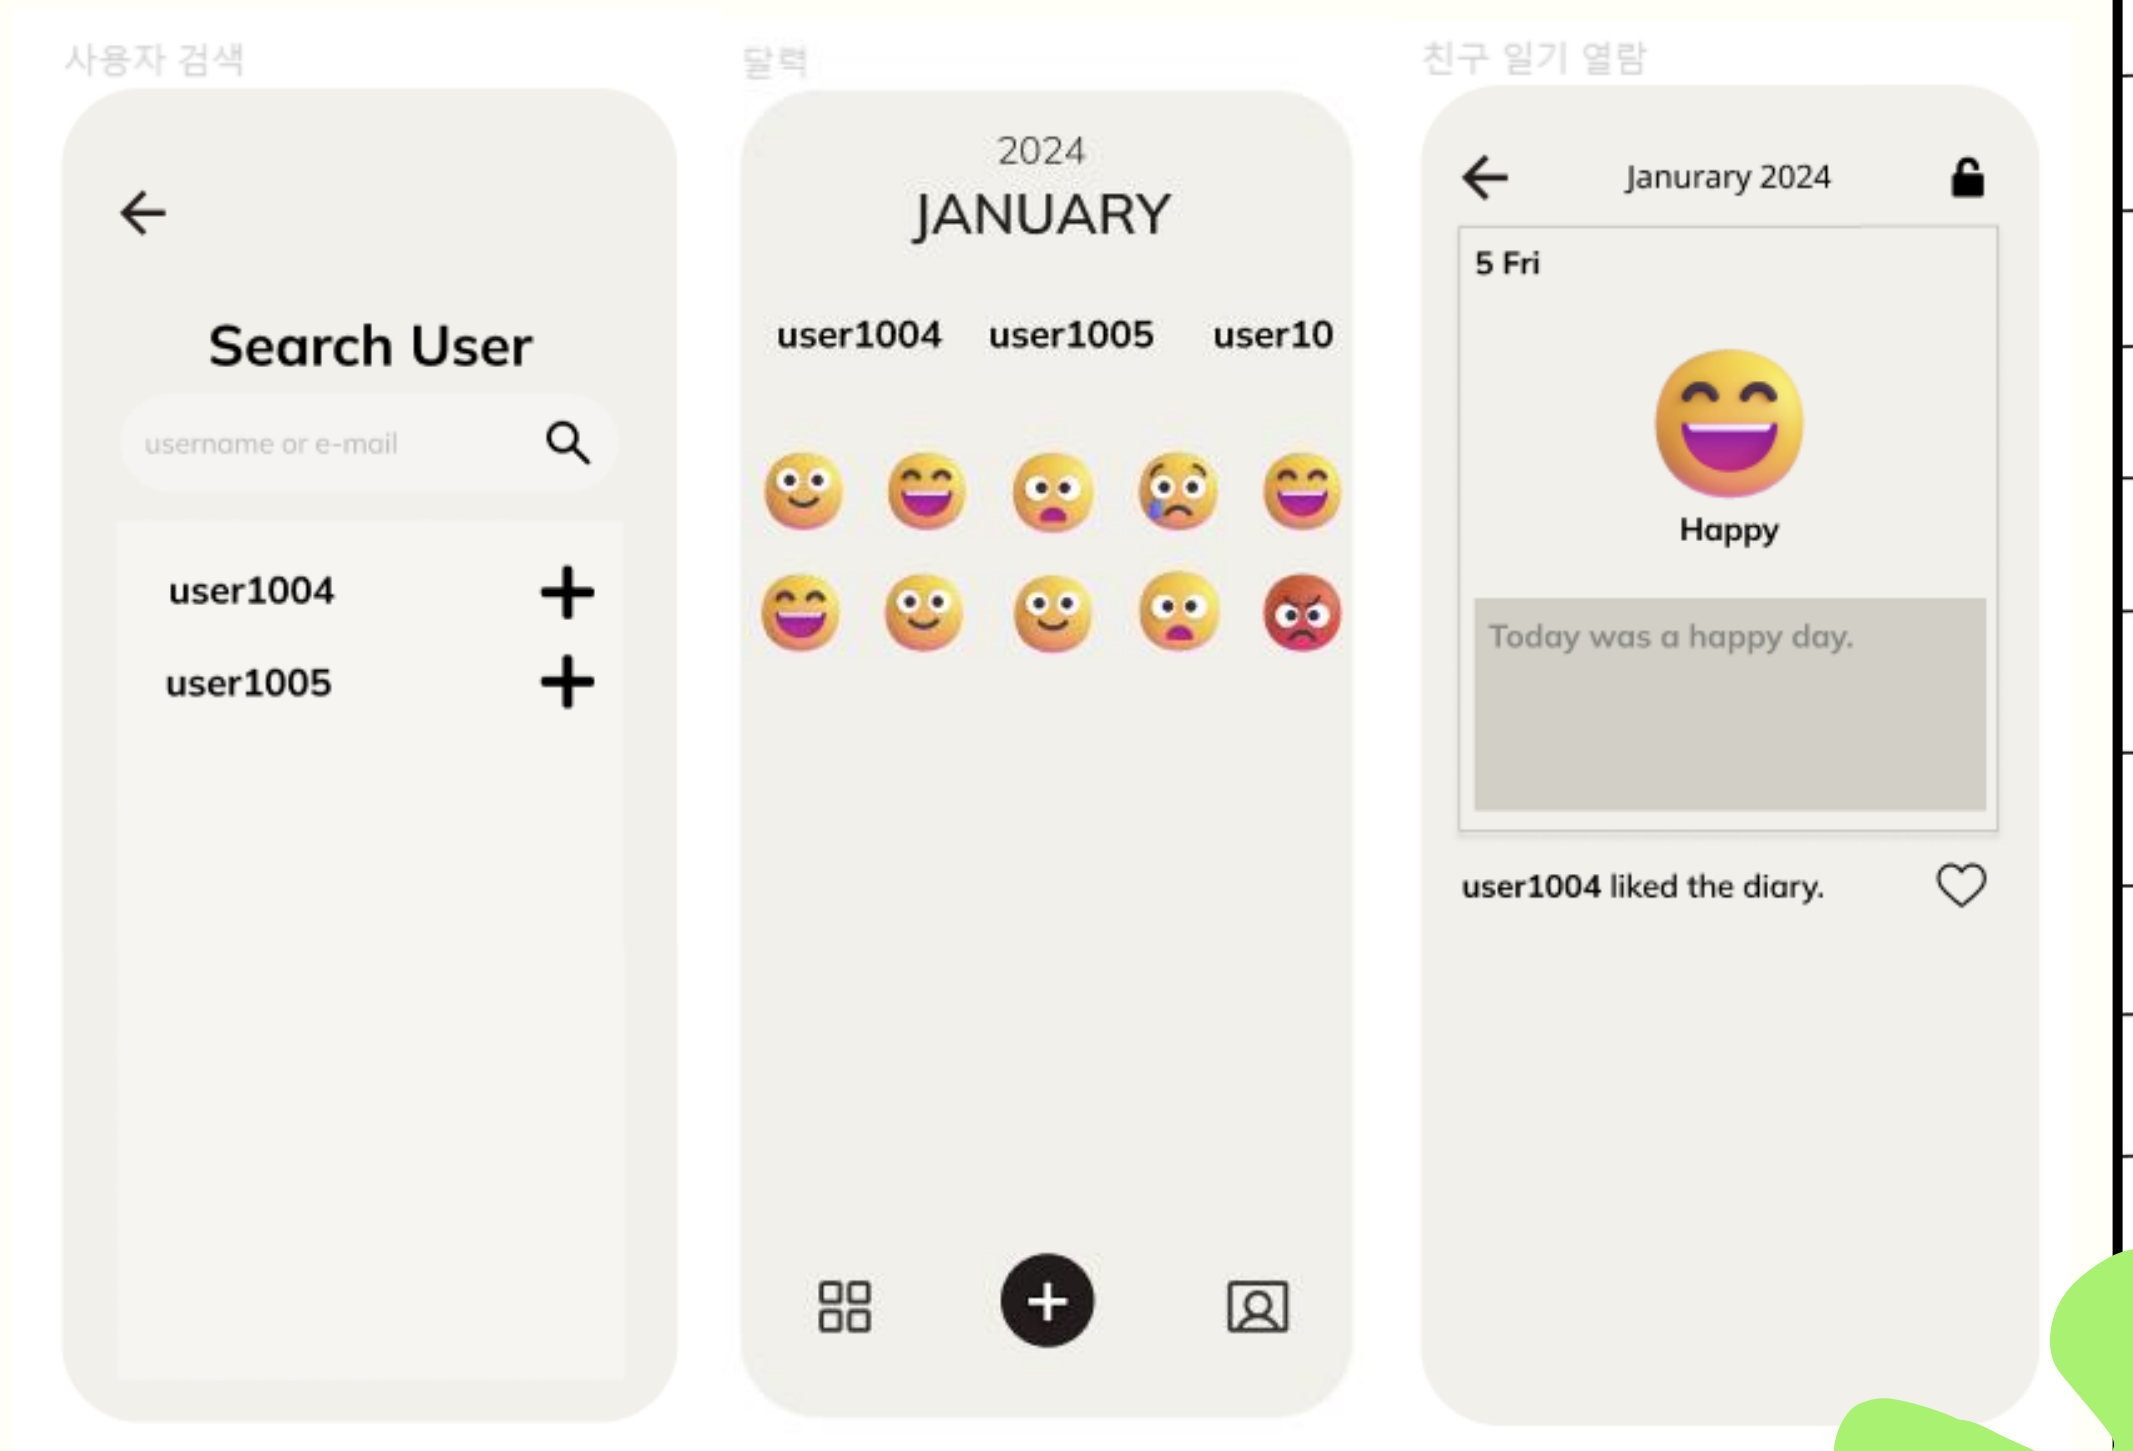 사용자 검색
Search User
username or e-mail
user1004
user1005
달력
2024
JANUARY
user1004 user1005 user10
친구 일기 열람
Janurary 2024
5 Fri
Happy
Today was a happy day.
user1004 liked the diary.